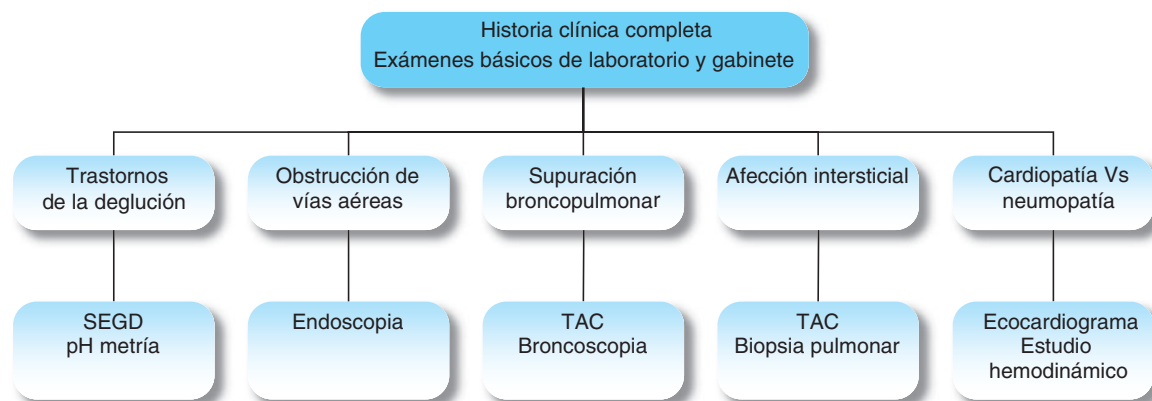 Historia clínica completa
Exámenes básicos de laboratorio y gabinete
Trastornos
de la deglución
Obstrucción de
vías aéreas
Supuración
broncopulmonar
Afección intersticial
Cardiopatía Vs
neumopatía
SEGD
pH metría
Endoscopia
TAC
Broncoscopia
TAC
Biopsia pulmonar
Ecocardiograma
Estudio
hemodinámico